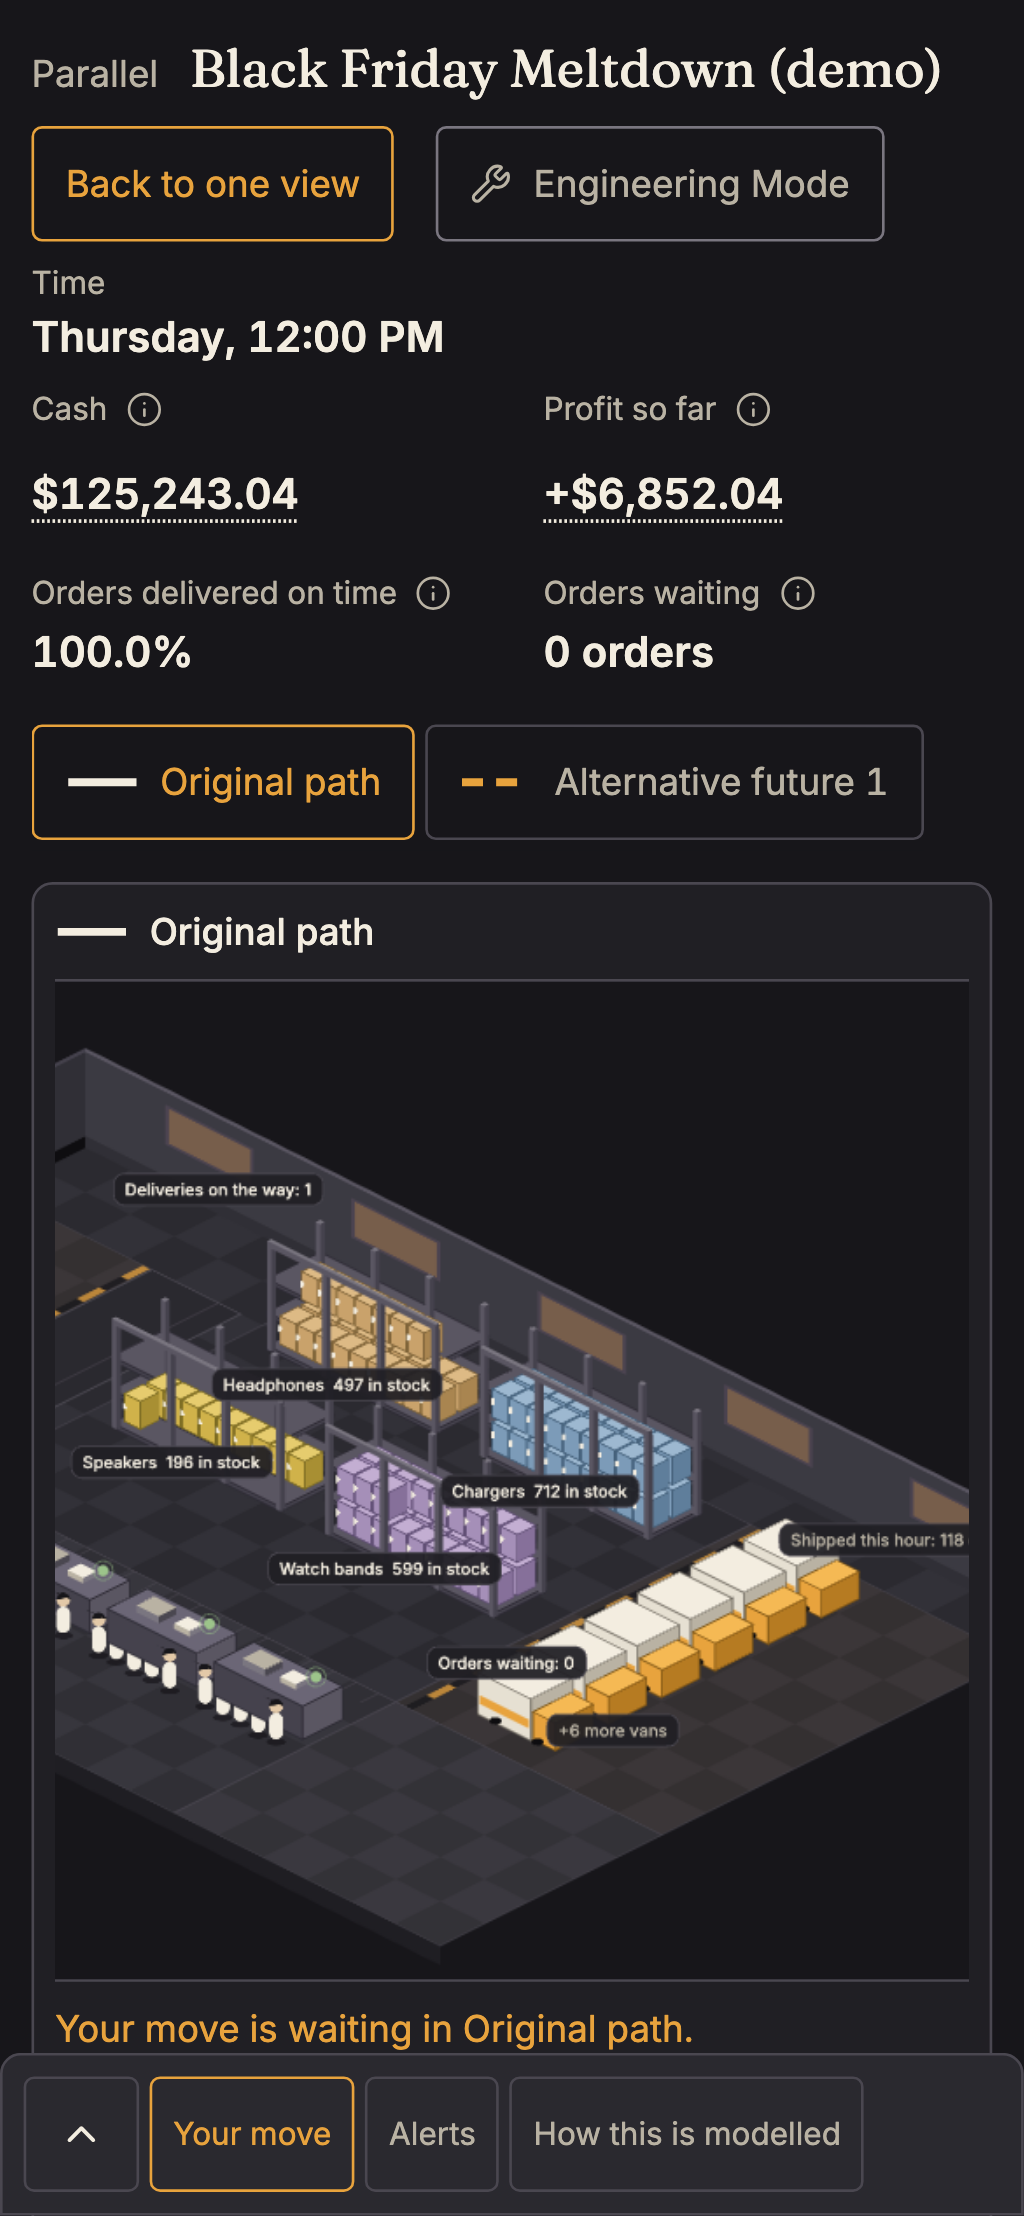 Parallel Black Friday Meltdown (demo)
Back to one view
Engineering Mode
Time
Thursday, 12:00 PM
Cash
Profit so far
$125,243.04
+$6,852.04
Orders delivered on time
Orders waiting
100.0%
0 orders
Original path
Alternative future 1
Original path
Deliveries on the way: 1
Headphones 497 in stock
Speakers 196 in stock
Chargers 712 in stock
Shipped this hour: 118
Watch bands 599 in stock
Orders waiting: 0
+6 more vans
Your move is waiting in Original path.
Your move
Alerts
How this is modelled